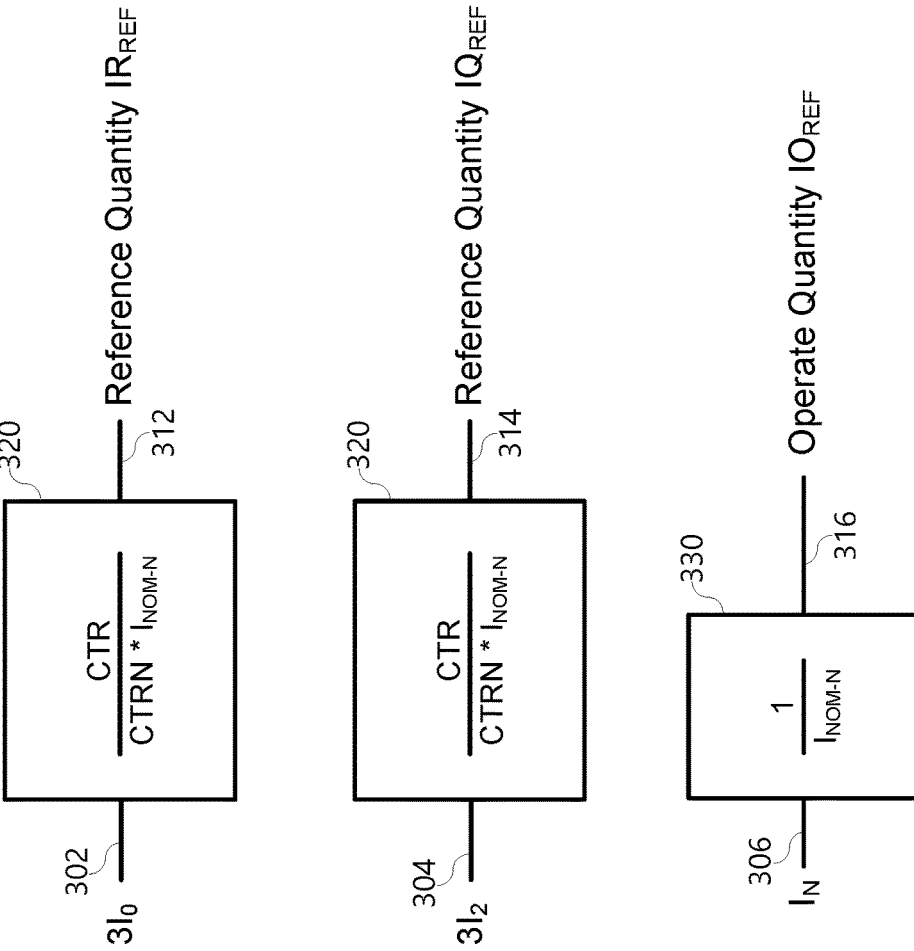 3I0
302
320
CTR
CTRN * INOM-N
312
Reference Quantity IRREF
3I2
304
320
CTR
CTRN * INOM-N
314
Reference Quantity IQREF
IN
306
330
1
INOM-N
316
Operate Quantity IOREF